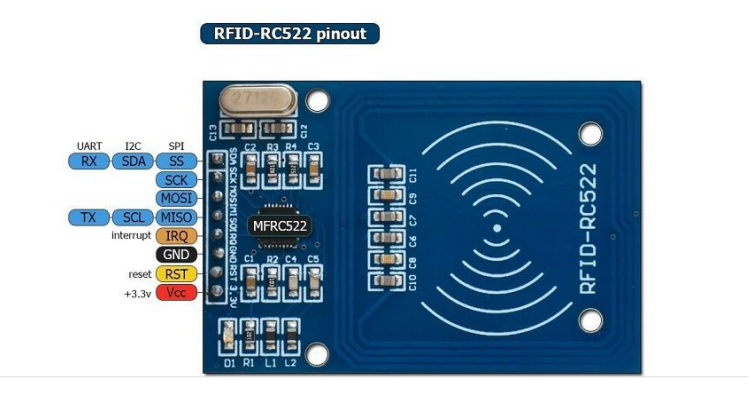 RFID-RC522 pinout
27.12
C13
C12
UART I2C SPI
RX SDA SS
SCK
MOSI
TX SCL MISO
interrupt IRQ
GND
reset RST
+3.3v Vcc
C2 R3 R4 C3
SDA SCK MOSI MISO IRQ GND RST 3.3V
MFRC522
C1 R2 C4 C5
D1 R1 L1 L2
C11
C9
C7
C6
C8
C10
RFID-RC522